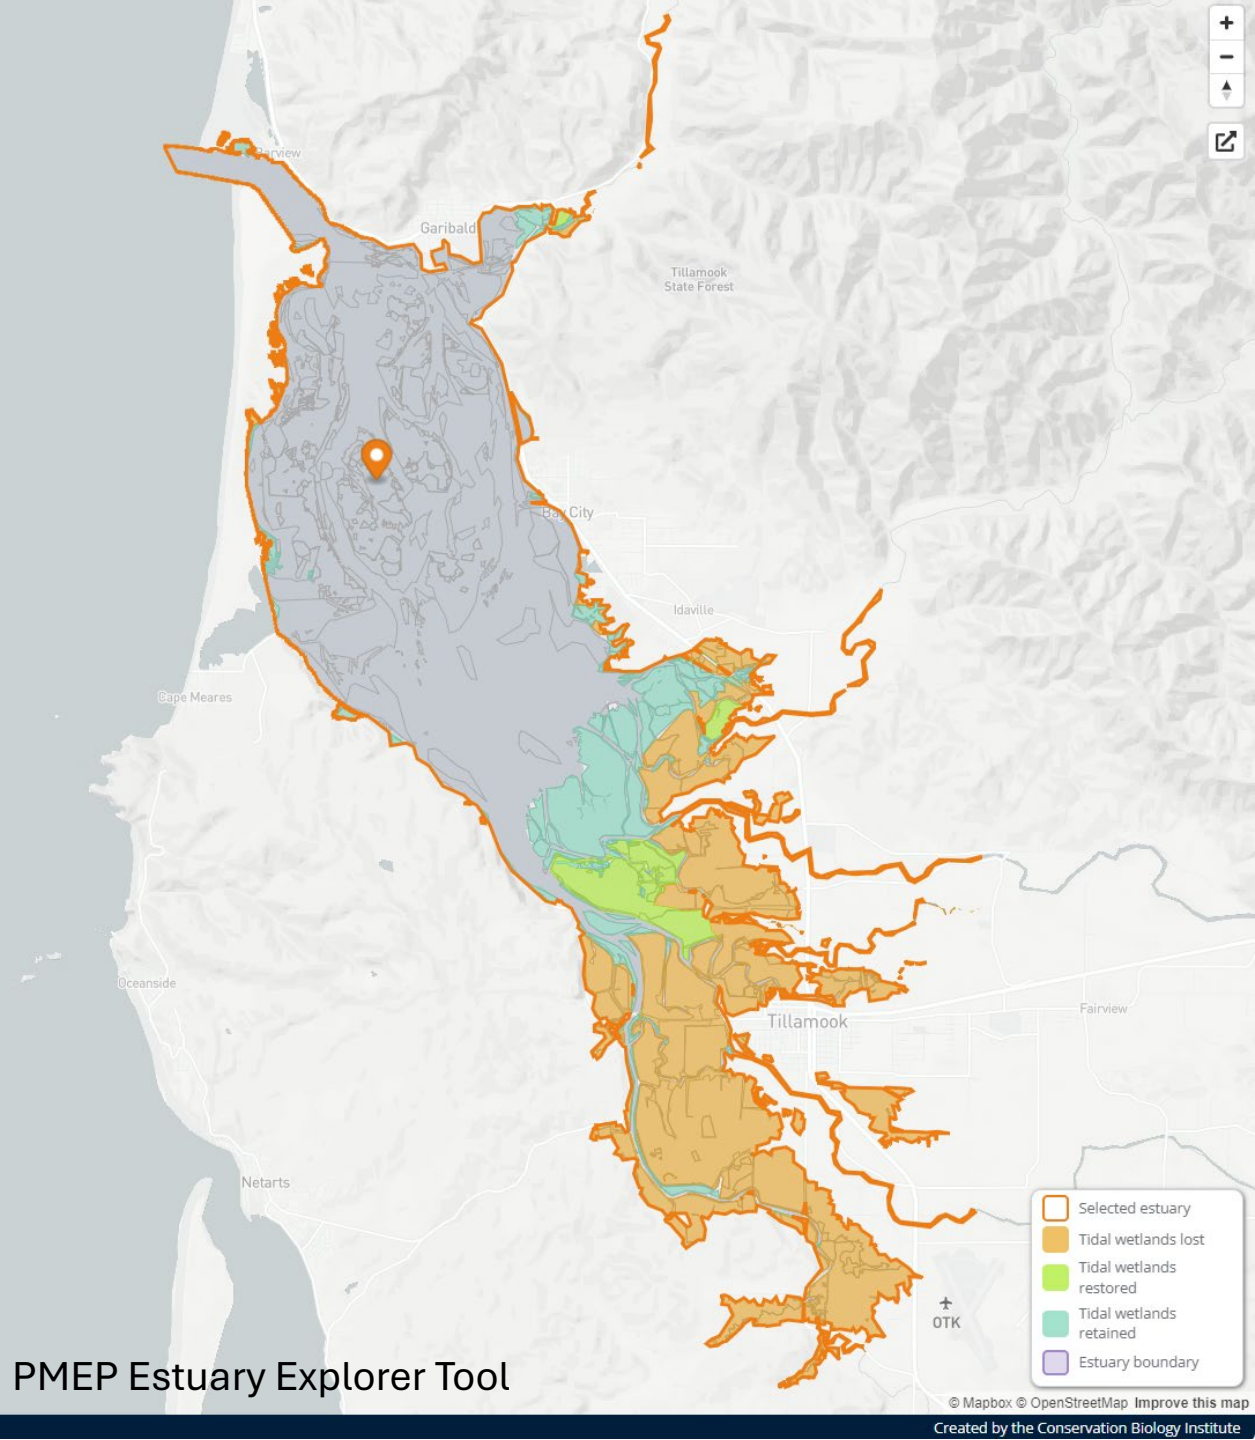 Barview
Garibald
Tillamook
State Forest
Bay City
Idaville
Cape Meares
Oceanside
Fairview
Tillamook
Netarts
Selected estuary
Tidal wetlands lost
Tidal wetlands
restored
Tidal wetlands
retained
Estuary boundary
OTK
PMEP Estuary Explorer Tool
© Mapbox © OpenStreetMap Improve this map
Created by the Conservation Biology Institute